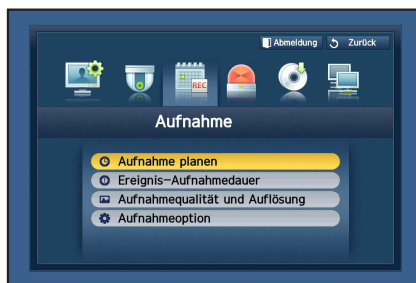 Abmeldung Zurück
REC
Aufnahme
Aufnahme planen
Ereignis-Aufnahmedauer
Aufnahmequalität und Auflösung
Aufnahmeoption